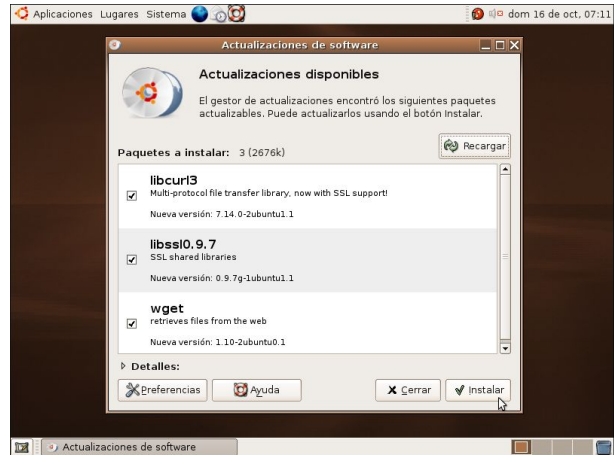 Aplicaciones Lugares Sistema dom 16 de oct, 07:11
Actualizaciones de software
Actualizaciones disponibles
El gestor de actualizaciones encontró los siguientes paquetes
actualizables. Puede actualizarlos usando el botón Instalar.
Paquetes a instalar: 3 (2676k)
Recargar
libcurl3
Multi-protocol file transfer library, now with SSL support!
Nueva versión: 7.14.0-2ubuntu1.1
libssl0.9.7
SSL shared libraries
Nueva versión: 0.9.7g-1ubuntu1.1
wget
retrieves files from the web
Nueva versión: 1.10-2ubuntu0.1
Detalles:
Preferencias Ayuda Cerrar Instalar
Actualizaciones de software